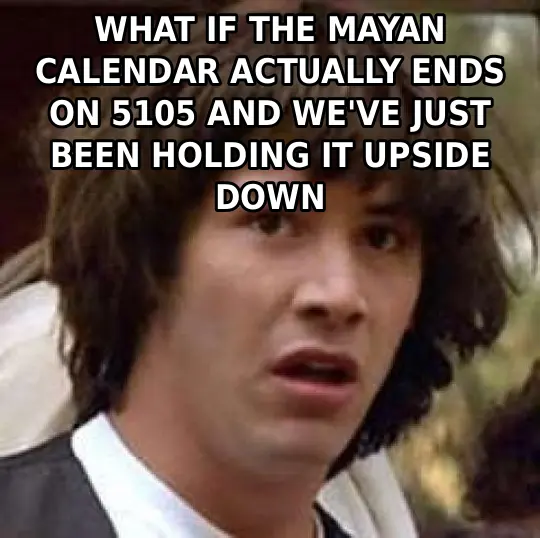 WHAT IF THE MAYAN
CALENDAR ACTUALLY ENDS
ON 5105 AND WE'VE JUST
BEEN HOLDING IT UPSIDE
DOWN